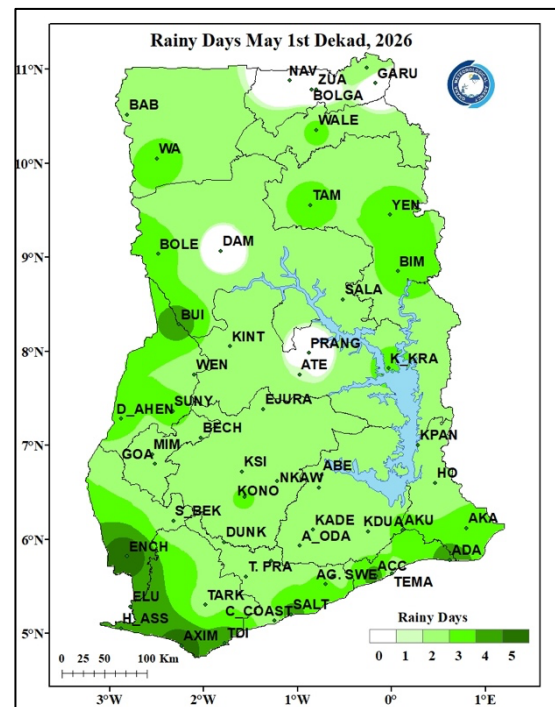 Rainy Days May 1st Dekad, 2026
11°N
NAV
ZUA
GARU
BOLGA
BAB
WALE
10°N
WA
TAM
YEN
9°N
BOLE
DAM
BIM
SALA
BUI
8°N
KINT
PRANG
WEN
ATE
K_KRA
D_AHEN
SUNY
EJURA
7°N
BECH
KPAN
MIM
GOA
KSI
ABE
HO
NKAW
KONO
S_BEK
6°N
DUNK
KADE
KDUA
AKU
AKA
A_ODA
ENCH
ADA
T. PRA
AG. SWE
ACC
TEMA
ELU
TARK
SALT
H_ASS
C_COAST
5°N
AXIM
TDI
Rainy Days
0 1 2 3 4 5
0 20 40 60 80 100 Km
3°W 2°W 1°W 0° 1°E